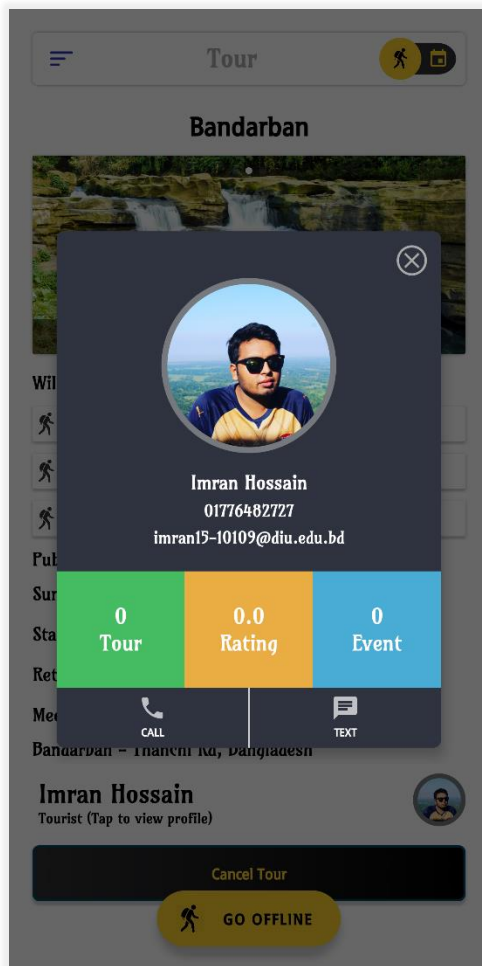 Tour
Bandarban
Wil
Imran Hossain
01776482727
imran15-10109@diu.edu.bd
Pub
Sur
0
Tour
0.0
Rating
0
Event
Sta
Ret
Mee
CALL
TEXT
Bandarban - Thanchi Rd, Bangladesh
Imran Hossain
Tourist (Tap to view profile)
Cancel Tour
GO OFFLINE